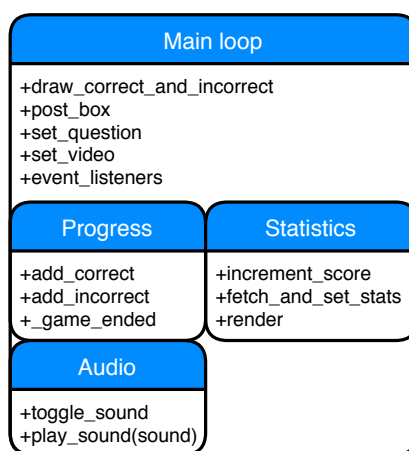 Main loop
+draw_correct_and_incorrect
+post_box
+set_question
+set_video
+event_listeners
Progress
+add_correct
+add_incorrect
+_game_ended
Statistics
+increment_score
+fetch_and_set_stats
+render
Audio
+toggle_sound
+play_sound(sound)